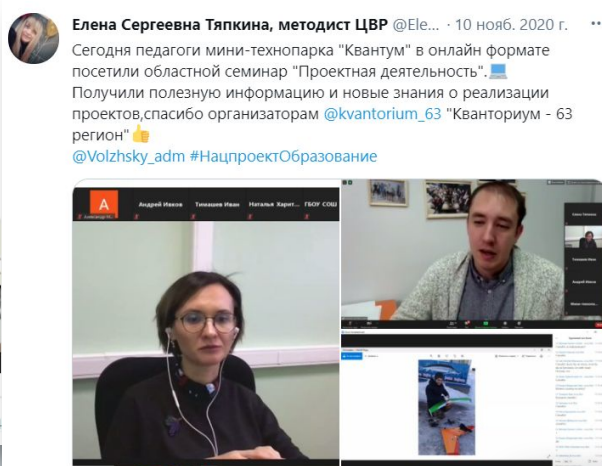 Елена Сергеевна Тяпкина, методист ЦВР @Ele... · 10 нояб. 2020 г.
Сегодня педагоги мини-технопарка "Квантум" в онлайн формате
посетили областной семинар "Проектная деятельность".💻
Получили полезную информацию и новые знания о реализации
проектов,спасибо организаторам @kvantorium_63 "Кванториум - 63
регион"👍
@Volzhsky_adm #НацпроектОбразование
А
Андрей Ивков
Тимашев Иван
Наталья Харит...
ГБОУ СОШ